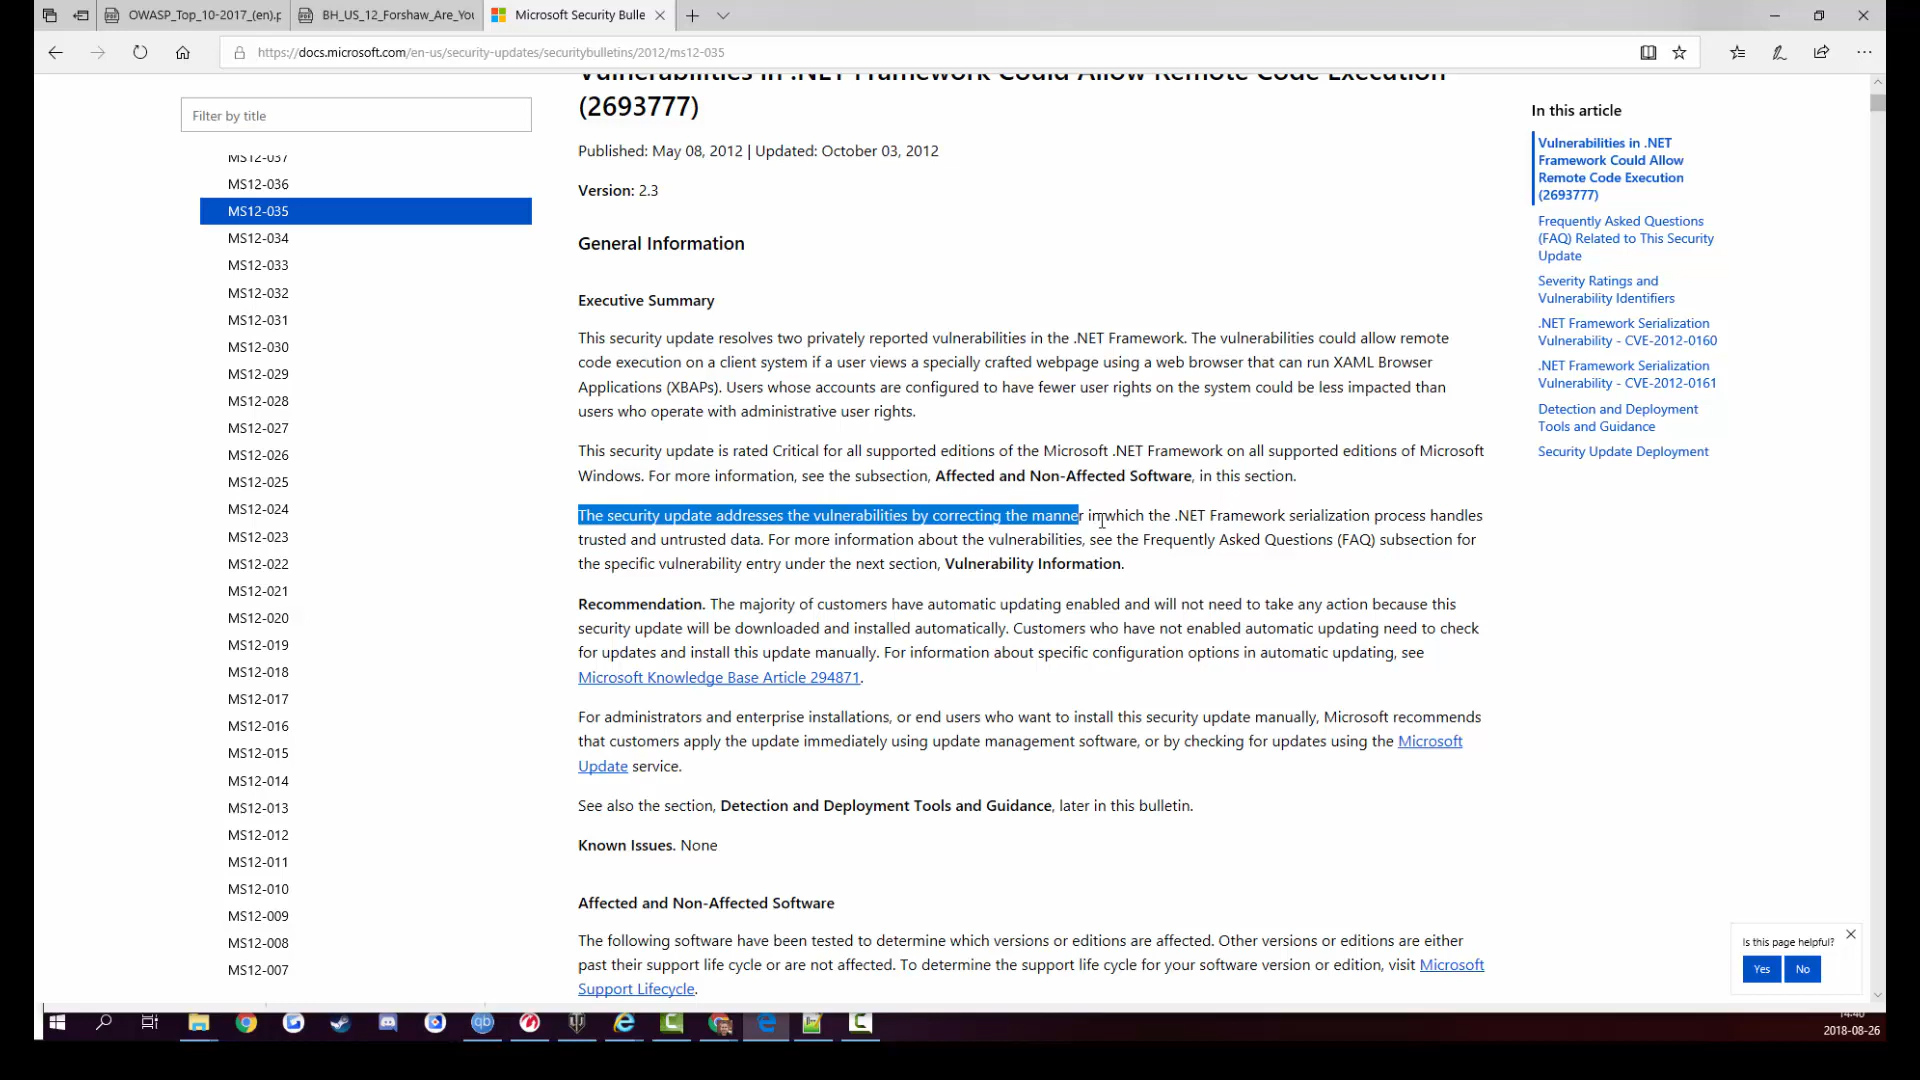 OWASP_Top_10-2017_(en).p
BH_US_12_Forshaw_Are_You
Microsoft Security Bulle
https://docs.microsoft.com/en-us/security-updates/securitybulletins/2012/ms12-035
Filter by title
MS12-037
MS12-036
MS12-035
MS12-034
MS12-033
MS12-032
MS12-031
MS12-030
MS12-029
MS12-028
MS12-027
MS12-026
MS12-025
MS12-024
MS12-023
MS12-022
MS12-021
MS12-020
MS12-019
MS12-018
MS12-017
MS12-016
MS12-015
MS12-014
MS12-013
MS12-012
MS12-011
MS12-010
MS12-009
MS12-008
MS12-007
Vulnerabilities in .NET Framework Could Allow Remote Code Execution
(2693777)
Published: May 08, 2012 | Updated: October 03, 2012
Version: 2.3
General Information
Executive Summary
This security update resolves two privately reported vulnerabilities in the .NET Framework. The vulnerabilities could allow remote
code execution on a client system if a user views a specially crafted webpage using a web browser that can run XAML Browser
Applications (XBAPs). Users whose accounts are configured to have fewer user rights on the system could be less impacted than
users who operate with administrative user rights.
This security update is rated Critical for all supported editions of the Microsoft .NET Framework on all supported editions of Microsoft
Windows. For more information, see the subsection, Affected and Non-Affected Software, in this section.
The security update addresses the vulnerabilities by correcting the manner in which the .NET Framework serialization process handles
trusted and untrusted data. For more information about the vulnerabilities, see the Frequently Asked Questions (FAQ) subsection for
the specific vulnerability entry under the next section, Vulnerability Information.
Recommendation. The majority of customers have automatic updating enabled and will not need to take any action because this
security update will be downloaded and installed automatically. Customers who have not enabled automatic updating need to check
for updates and install this update manually. For information about specific configuration options in automatic updating, see
Microsoft Knowledge Base Article 294871.
For administrators and enterprise installations, or end users who want to install this security update manually, Microsoft recommends
that customers apply the update immediately using update management software, or by checking for updates using the Microsoft
Update service.
See also the section, Detection and Deployment Tools and Guidance, later in this bulletin.
Known Issues. None
Affected and Non-Affected Software
The following software have been tested to determine which versions or editions are affected. Other versions or editions are either
past their support life cycle or are not affected. To determine the support life cycle for your software version or edition, visit Microsoft
Support Lifecycle.
In this article
Vulnerabilities in .NET
Framework Could Allow
Remote Code Execution
(2693777)
Frequently Asked Questions
(FAQ) Related to This Security
Update
Severity Ratings and
Vulnerability Identifiers
.NET Framework Serialization
Vulnerability - CVE-2012-0160
.NET Framework Serialization
Vulnerability - CVE-2012-0161
Detection and Deployment
Tools and Guidance
Security Update Deployment
Is this page helpful?
Yes
No
qb
14:40
2018-08-26